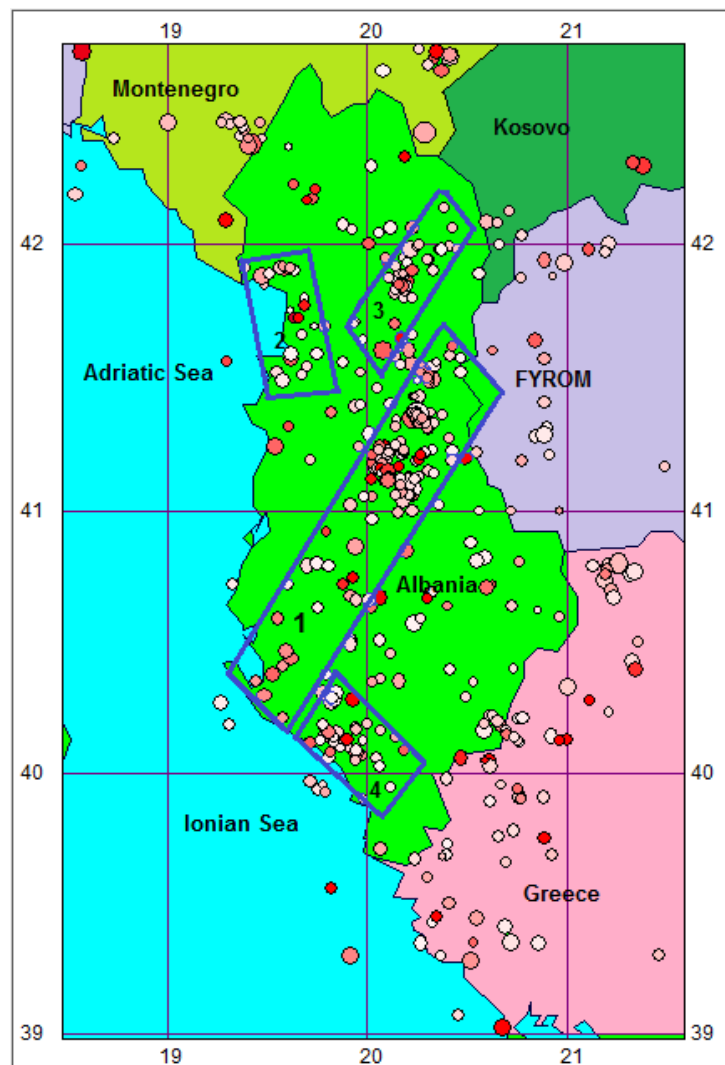 19 20 21
Montenegro
Kosovo
42 42
3
2
Adriatic Sea
FYROM
41 41
Albania
1
40 40
4
Ionian Sea
Greece
39 39
19 20 21